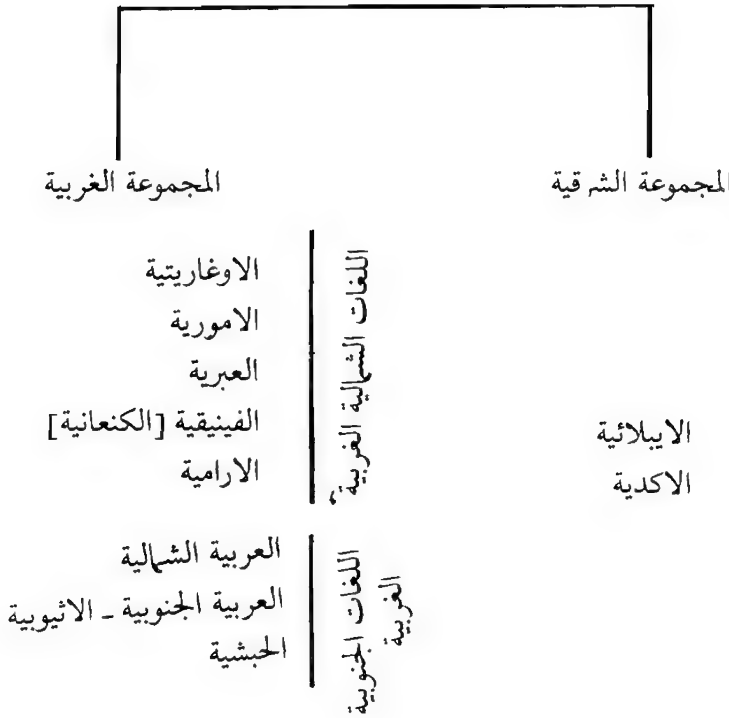 المجموعة الشرقية
المجموعة الغربية
الايبلائية
الاكدية
اللغات الشمالية الغربية
الاوغاريتية
الامورية
العبرية
الفينيقية [الكنعانية]
الارامية
اللغات الجنوبية
الغربية
العربية الشمالية
العربية الجنوبية - الاثيوبية
الحبشية